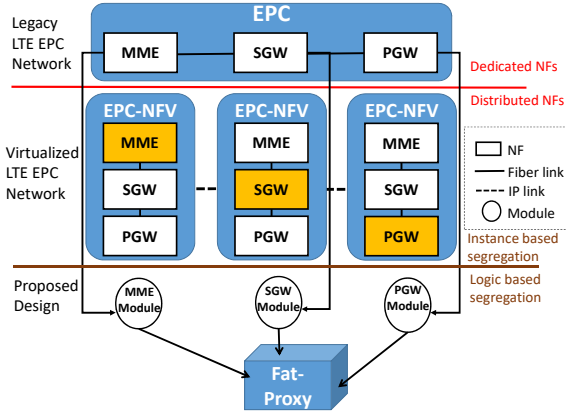 EPC
Legacy
LTE EPC
Network
MME
SGW
PGW
Dedicated NFs
Distributed NFs
EPC-NFV
EPC-NFV
EPC-NFV
Virtualized
LTE EPC
Network
MME
SGW
PGW
MME
SGW
PGW
MME
SGW
PGW
NF
Fiber link
IP link
Module
Instance based
segregation
Logic based
segregation
Proposed
Design
MME
Module
SGW
Module
PGW
Module
Fat-
Proxy